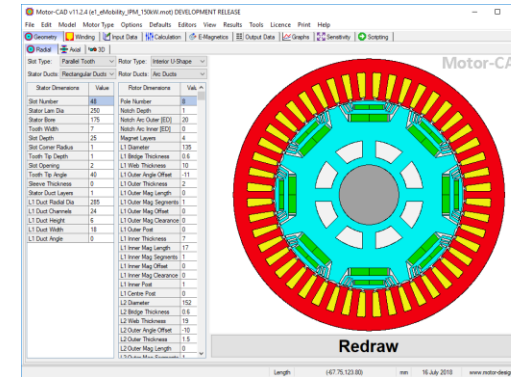 Motor-CAD v11.2.4 (e1_eMobility_IPM_150kW.mot) DEVELOPMENT RELEASE
File Edit Model Motor Type Options Defaults Editors View Results Tools Licence Print Help
Geometry Winding Input Data Calculation E-Magnetics Output Data Graphs Sensitivity Scripting
Radial Axial 3D
Slot Type: Parallel Tooth Rotor Type: Interior U-Shape
Stator Ducts: Rectangular Ducts Rotor Ducts: Arc Ducts
Motor-CA
Stator Dimensions Value Rotor Dimensions Valu
Slot Number 48 Pole Number 8
Stator Lam Dia 250 Notch Depth 1
Stator Bore 175 Notch Arc Outer [ED] 20
Tooth Width 7 Notch Arc Inner [ED] 0
Slot Depth 25 Magnet Layers 4
Slot Corner Radius 1 L1 Diameter 135
Tooth Tip Depth 1 L1 Bridge Thickness 0.6
Slot Opening 2 L1 Web Thickness 10
Tooth Tip Angle 40 L1 Outer Angle Offset -11
Sleeve Thickness 0 L1 Outer Thickness 2
Stator Duct Layers 1 L1 Outer Mag Length 0
L1 Duct Radial Dia 285 L1 Outer Mag Segments 1
L1 Duct Channels 24 L1 Outer Mag Offset 0
L1 Duct Height 6 L1 Outer Mag Clearance 0
L1 Duct Width 18 L1 Outer Post 0
L1 Duct Angle 0 L1 Inner Thickness 7
L1 Inner Mag Length 17
L1 Inner Mag Segments 1
L1 Inner Mag Offset 0
L1 Inner Mag Clearance 0
L1 Inner Post 1
L1 Centre Post 0
L2 Diameter 152
L2 Bridge Thickness 0.6
L2 Web Thickness 19
L2 Outer Angle Offset -10
L2 Outer Thickness 1.5
L2 Outer Mag Length 0
L2 Outer Mag Segments 1
Redraw
Length (-67.75,123.80) mm 16 July 2018 www.motor-desig